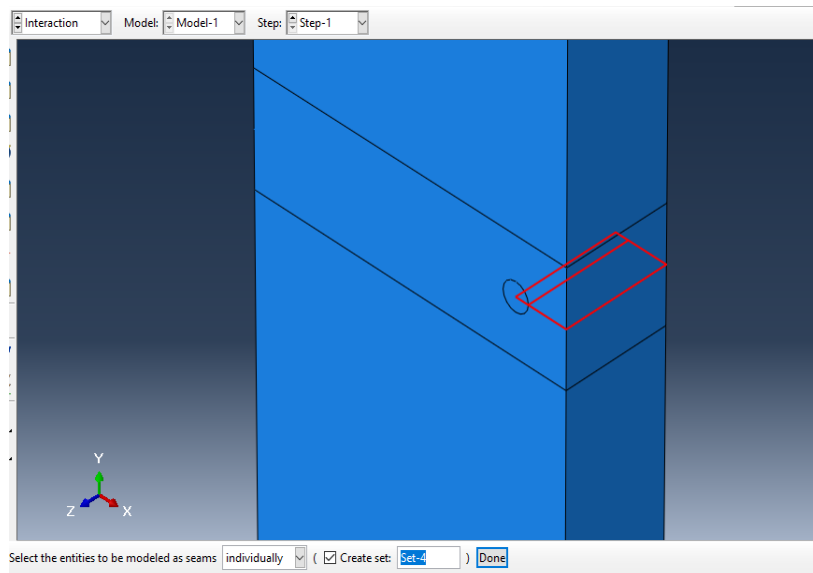 Interaction Model: Model-1 Step: Step-1
Y
Z X
Select the entities to be modeled as seams individually ( Create set: Set-4 ) Done